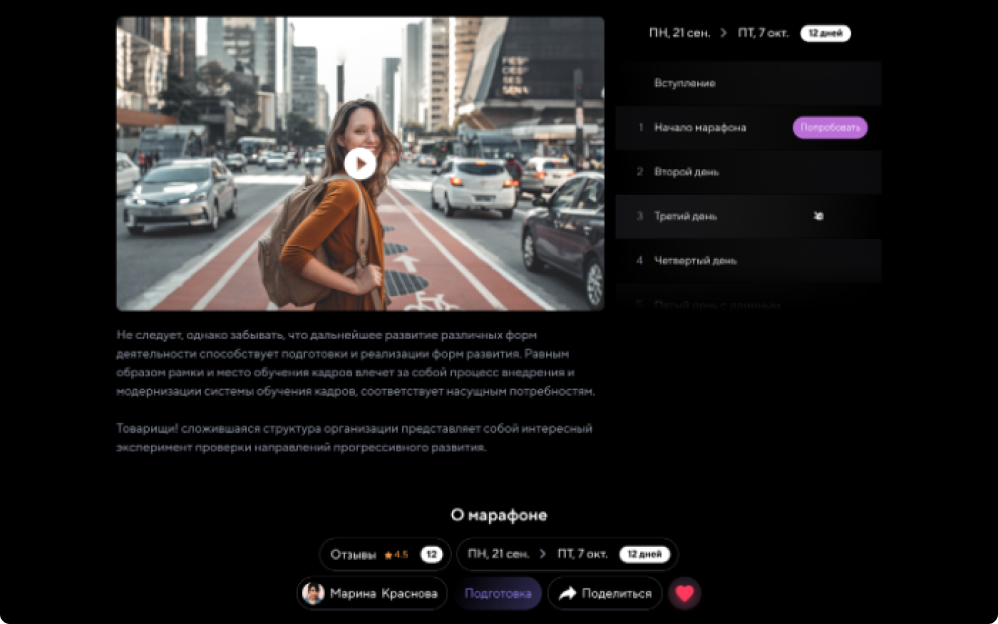 ПН, 21 сен. > ПТ, 7 окт. 12 дней
Вступление
1 Начало марафона Попробовать
2 Второй день
3 Третий день
4 Четвертый день
5 Пятый день с длинным
Не следует, однако забывать, что дальнейшее развитие различных форм
деятельности способствует подготовки и реализации форм развития. Равным
образом рамки и место обучения кадров влечет за собой процесс внедрения и
модернизации системы обучения кадров, соответствует насущным потребностям.
Товарищи! сложившаяся структура организации представляет собой интересный
эксперимент проверки направлений прогрессивного развития.
О марафоне
Отзывы 4.5 12
ПН, 21 сен. > ПТ, 7 окт. 12 дней
Марина Краснова
Подготовка
Поделиться